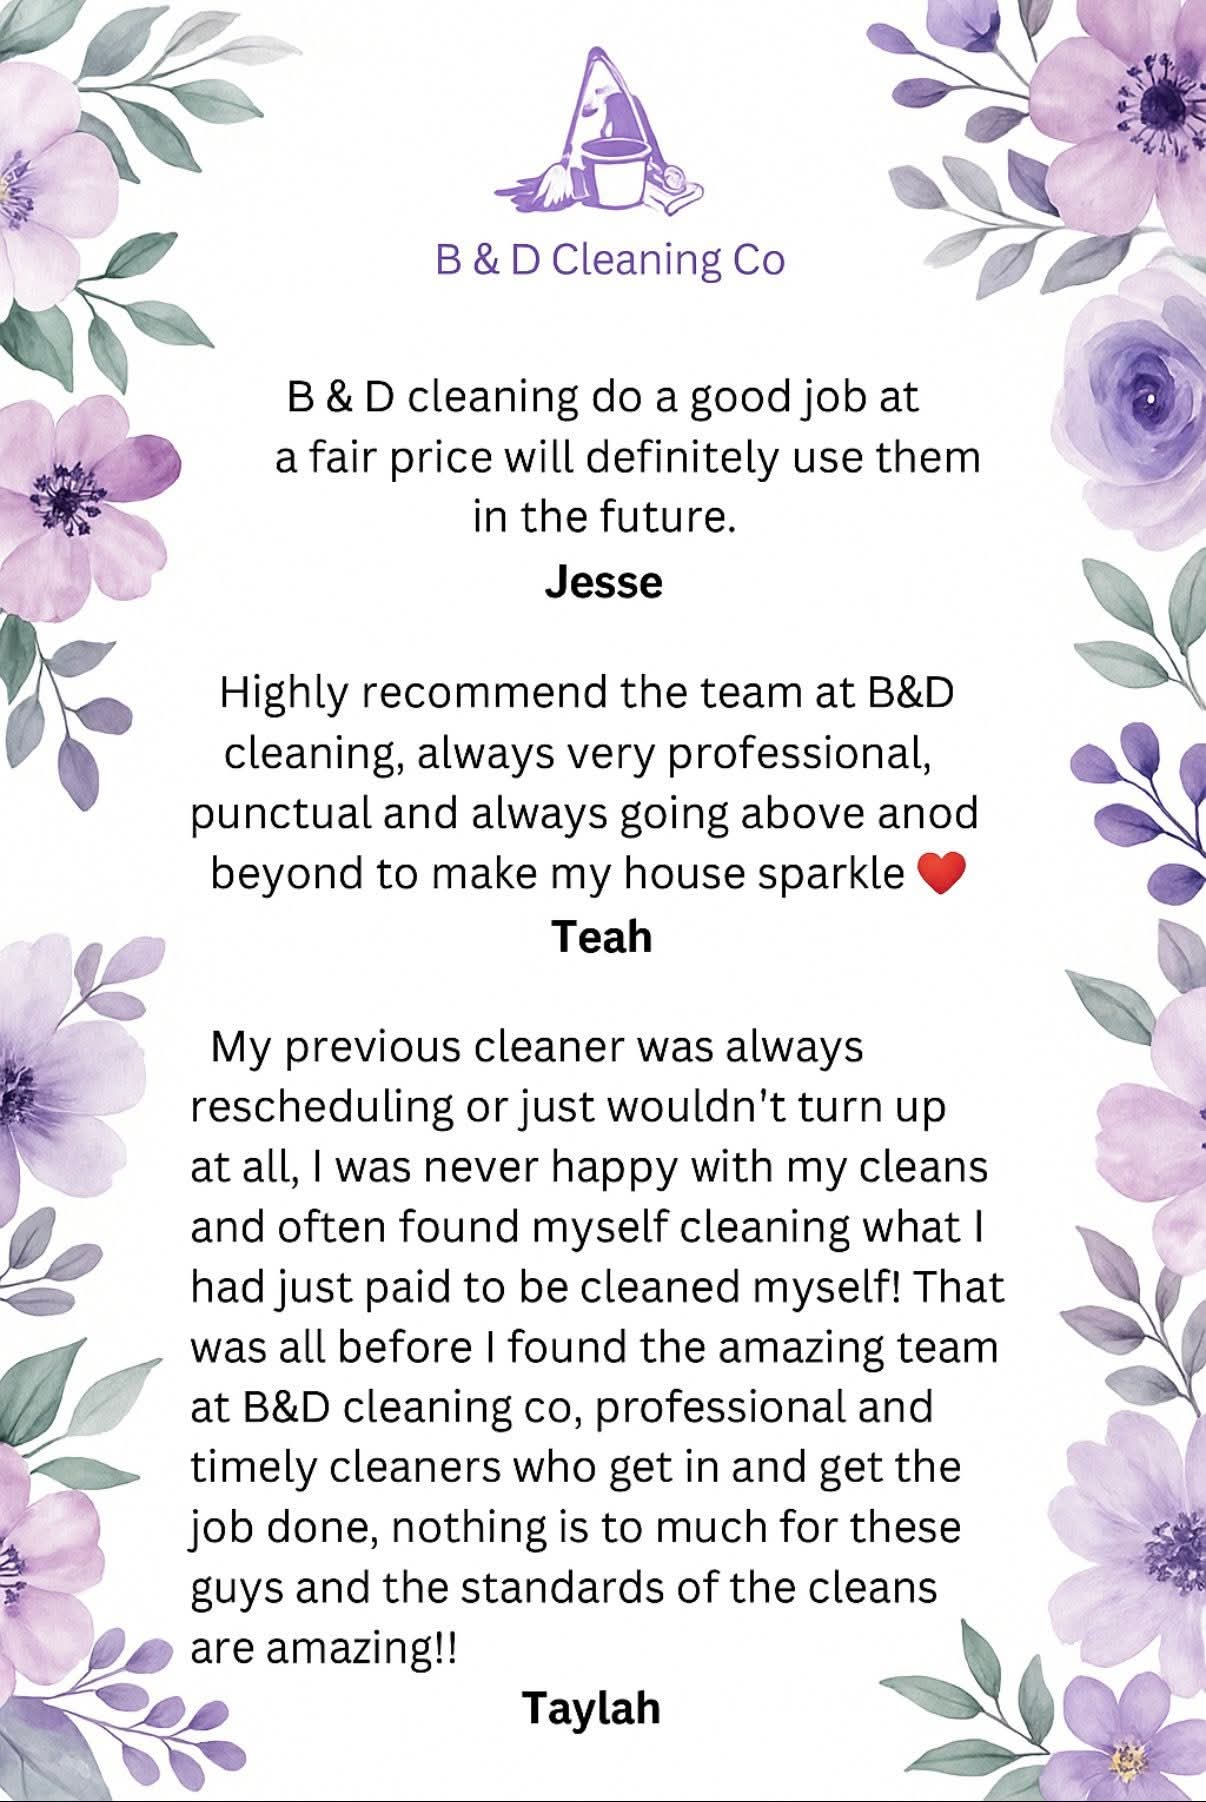 B & D Cleaning Co
B & D cleaning do a good job at
a fair price will definitely use them
in the future.
Jesse
Highly recommend the team at B&D
cleaning, always very professional,
punctual and always going above anod
beyond to make my house sparkle ❤️
Teah
My previous cleaner was always
rescheduling or just wouldn't turn up
at all, I was never happy with my cleans
and often found myself cleaning what I
had just paid to be cleaned myself! That
was all before I found the amazing team
at B&D cleaning co, professional and
timely cleaners who get in and get the
job done, nothing is to much for these
guys and the standards of the cleans
are amazing!!
Taylah